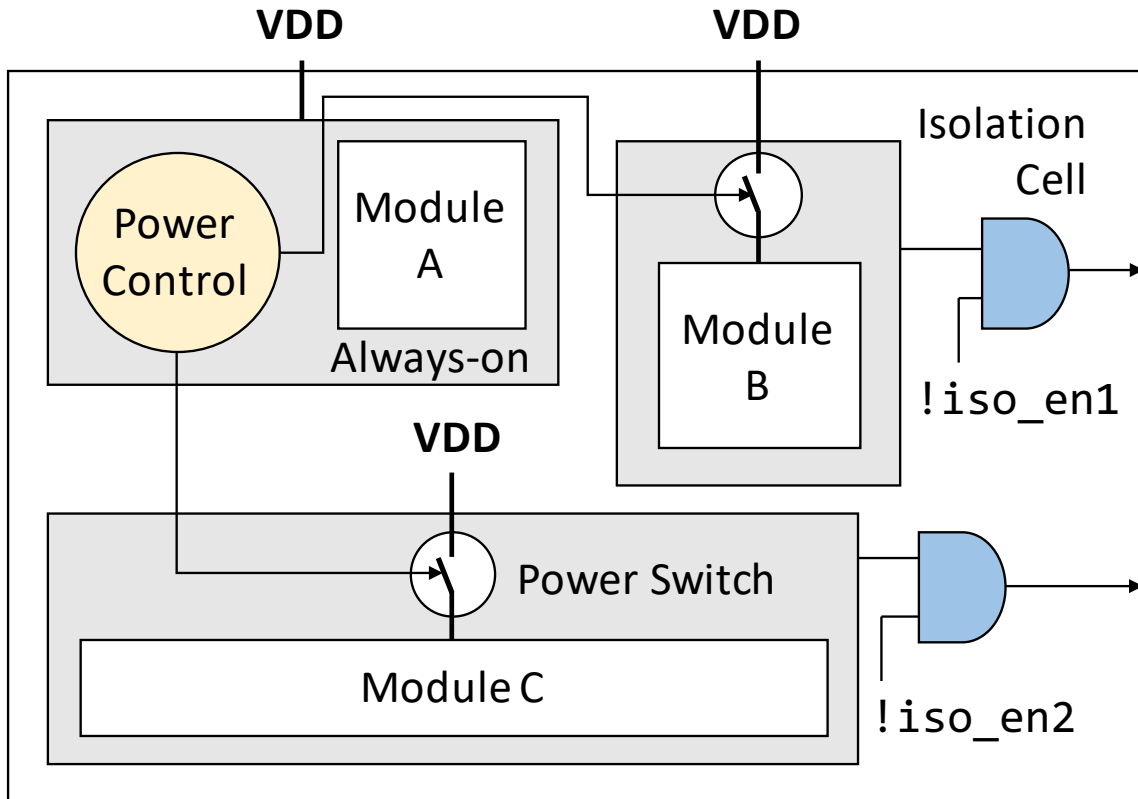 VDD
VDD
Power
Control
Module
A
Always-on
Module
B
Isolation
Cell
!iso_en1
VDD
Power Switch
Module C
!iso_en2